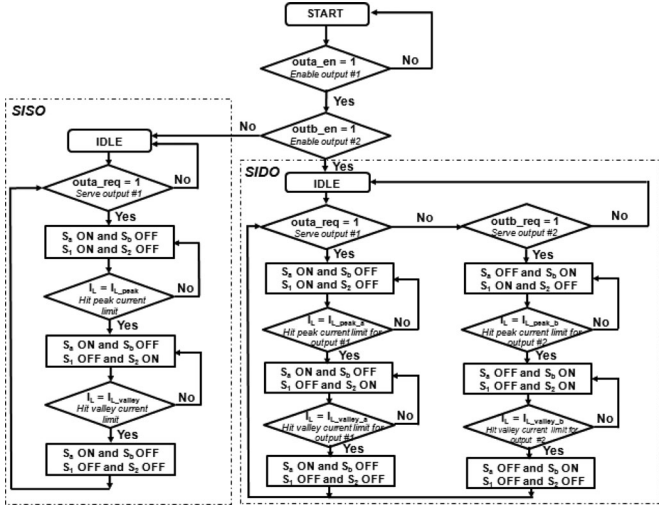 START
outa_en = 1
Enable output #1
No
Yes
outb_en = 1
Enable output #2
No
Yes
SISO
IDLE
outa_req = 1
Serve output #1
No
Yes
Sa ON and Sb OFF
S1 ON and S2 OFF
IL = IL_peak
Hit peak current
limit
No
Yes
Sa ON and Sb OFF
S1 OFF and S2 ON
IL = IL_valley
Hit valley current
limit
No
Yes
Sa ON and Sb OFF
S1 OFF and S2 OFF
SIDO
IDLE
outa_req = 1
Serve output #1
No
Yes
Sa ON and Sb OFF
S1 ON and S2 OFF
IL = IL_peak_a
Hit peak current limit for
output #1
No
Yes
Sa ON and Sb OFF
S1 OFF and S2 ON
IL = IL_valley_a
Hit valley current limit for
output #1
No
Yes
Sa ON and Sb OFF
S1 OFF and S2 OFF
outb_req = 1
Serve output #2
No
Yes
Sa OFF and Sb ON
S1 ON and S2 OFF
IL = IL_peak_b
Hit peak current limit for
output #2
No
Yes
Sa OFF and Sb ON
S1 OFF and S2 ON
IL = IL_valley_b
Hit valley current limit for
output #2
No
Yes
Sa OFF and Sb ON
S1 OFF and S2 OFF